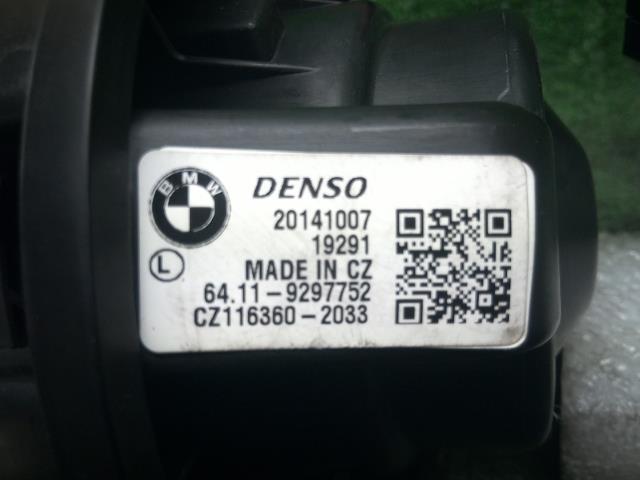 BMW
DENSO
20141007
19291
L
MADE IN CZ
64.11-9297752
CZ116360-2033